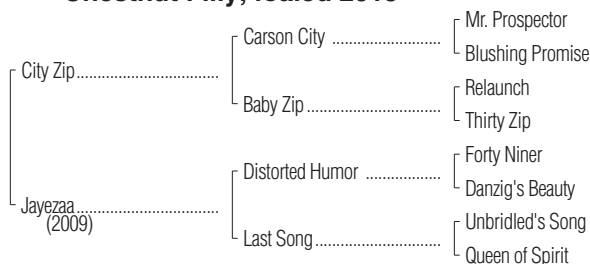 Chestnut Filly; foaled
Mr. Prospector
Carson City ..............................
Blushing Promise
City Zip........................................
Relaunch
Baby Zip.....................................
Thirty Zip
Forty Niner
Distorted Humor .....................
Danzig's Beauty
Jayezaa........................................
(2009)
Unbridled's Song
Last Song...................................
Queen of Spirit